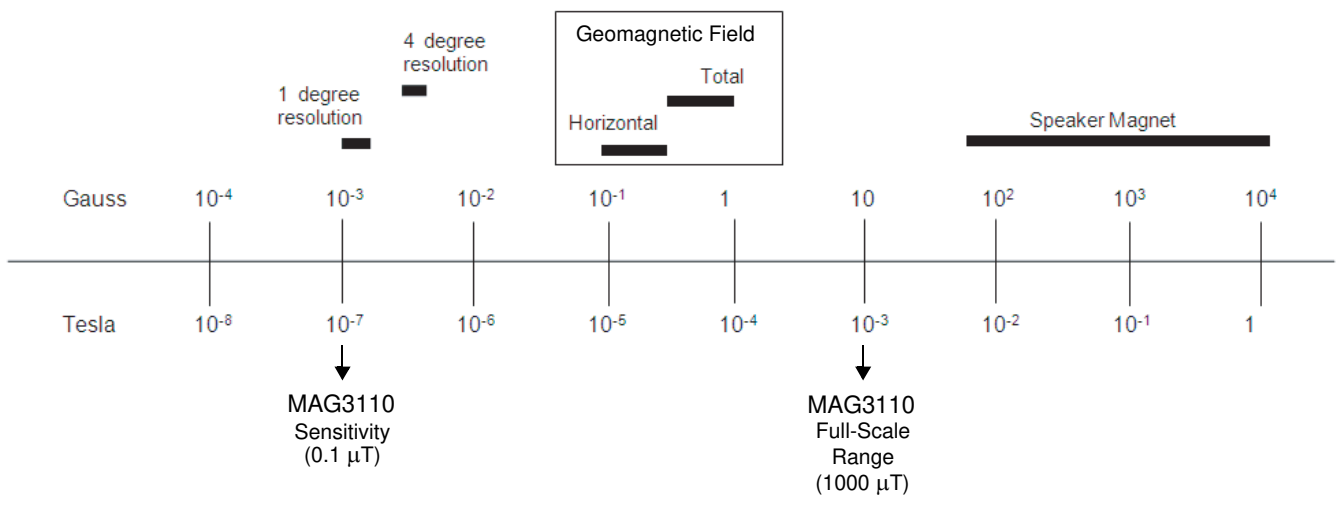 4 degree
resolution
1 degree
resolution
Geomagnetic Field
Total
Horizontal
Speaker Magnet
Gauss 10-4 10-3 10-2 10-1 1 10 102 103 104
Tesla 10-8 10-7 10-6 10-5 10-4 10-3 10-2 10-1 1
MAG3110
Sensitivity
(0.1 μT)
MAG3110
Full-Scale
Range
(1000 μT)